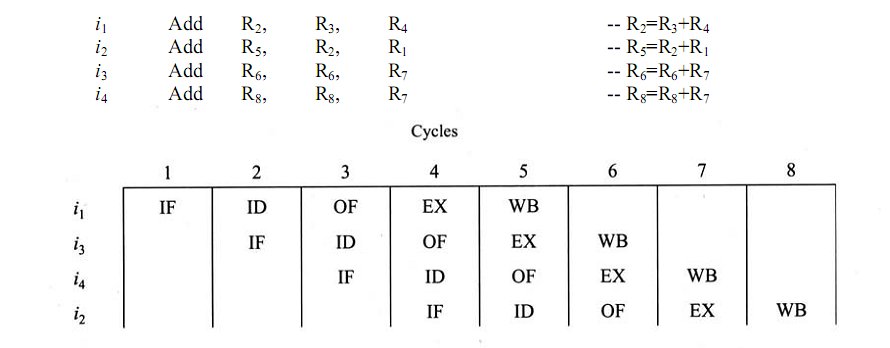 i₁ Add R₂, R₃, R₄ -- R₂=R₃+R₄
i₂ Add R₅, R₂, R₁ -- R₅=R₂+R₁
i₃ Add R₆, R₆, R₇ -- R₆=R₆+R₇
i₄ Add R₈, R₈, R₇ -- R₈=R₈+R₇
Cycles
1 2 3 4 5 6 7 8
i₁ IF ID OF EX WB
i₃ IF ID OF EX WB
i₄ IF ID OF EX WB
i₂ IF ID OF EX WB